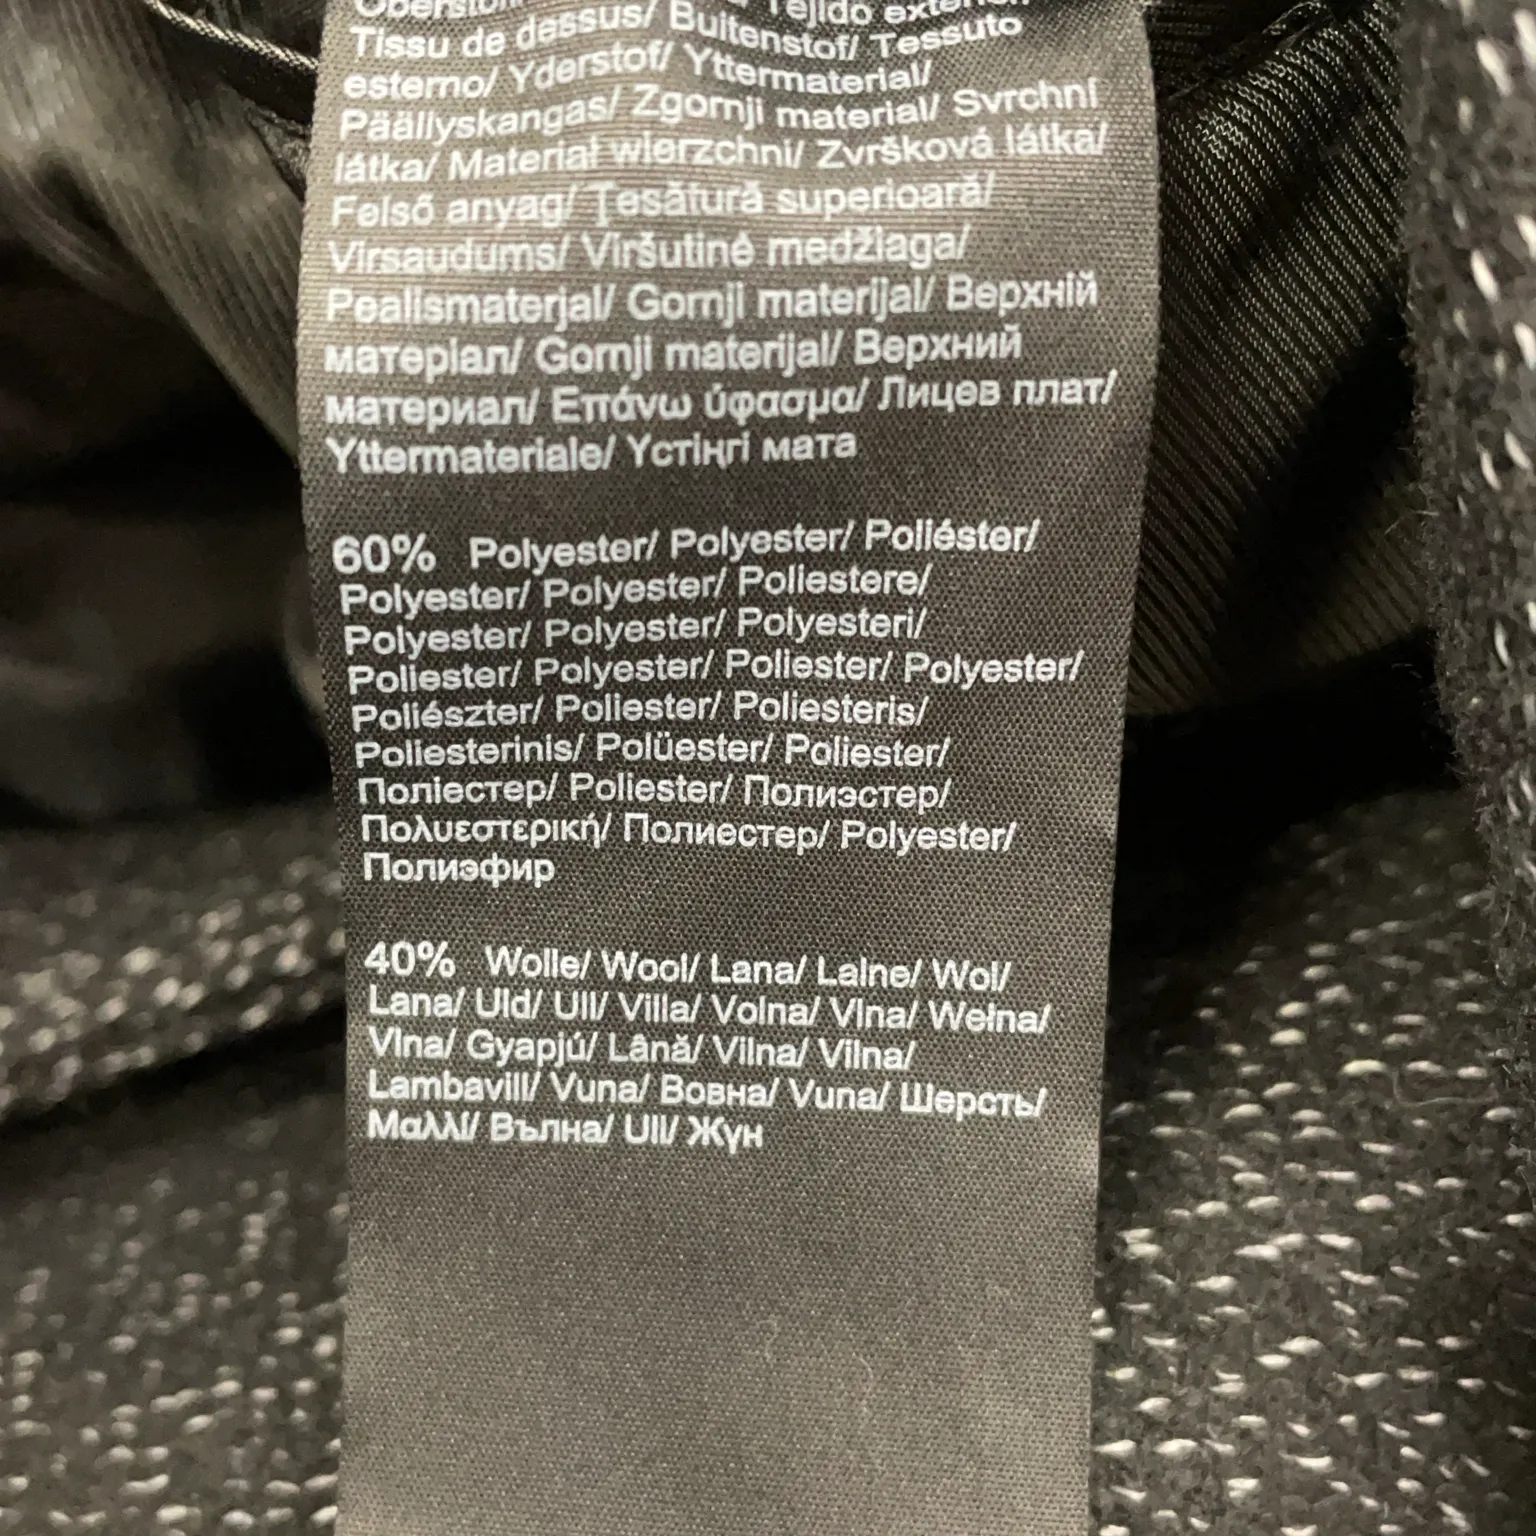 Tejido
Tissu de dessus/ Buitenstof/ Tessuto
esterno/ Yderstof/ Yttermaterial/
Päällyskangas/ Zgornji material/ Svrchní
látka/ Materiał wierzchni/ Zvršková látka/
Felső anyag/ Ţesătură superioară/
Virsaudums/ Viršutinė medžiaga/
Pealismaterjal/ Gornji materijal/ Верхній
матеріал/ Gornji materijal/ Верхний
материал/ Επάνω ύφασμα/ Лицев плат/
Yttermateriale/ Үстіңгі мата
60% Polyester/ Polyester/ Poliéster/
Polyester/ Polyester/ Poliestere/
Polyester/ Polyester/ Polyesteri/
Poliester/ Polyester/ Poliester/ Polyester/
Poliészter/ Poliester/ Poliesteris/
Poliesterinis/ Polüester/ Poliester/
Поліестер/ Poliester/ Полиэстер/
Πολυεστερική/ Полиестер/ Polyester/
Полиэфир
40% Wolle/ Wool/ Lana/ Laine/ Wol/
Lana/ Uld/ Ull/ Villa/ Volna/ Vlna/ Wełna/
Vlna/ Gyapjú/ Lână/ Vilna/ Vilna/
Lambavill/ Vuna/ Вовна/ Vuna/ Шерсть/
Μαλλί/ Вълна/ Ull/ Жүн